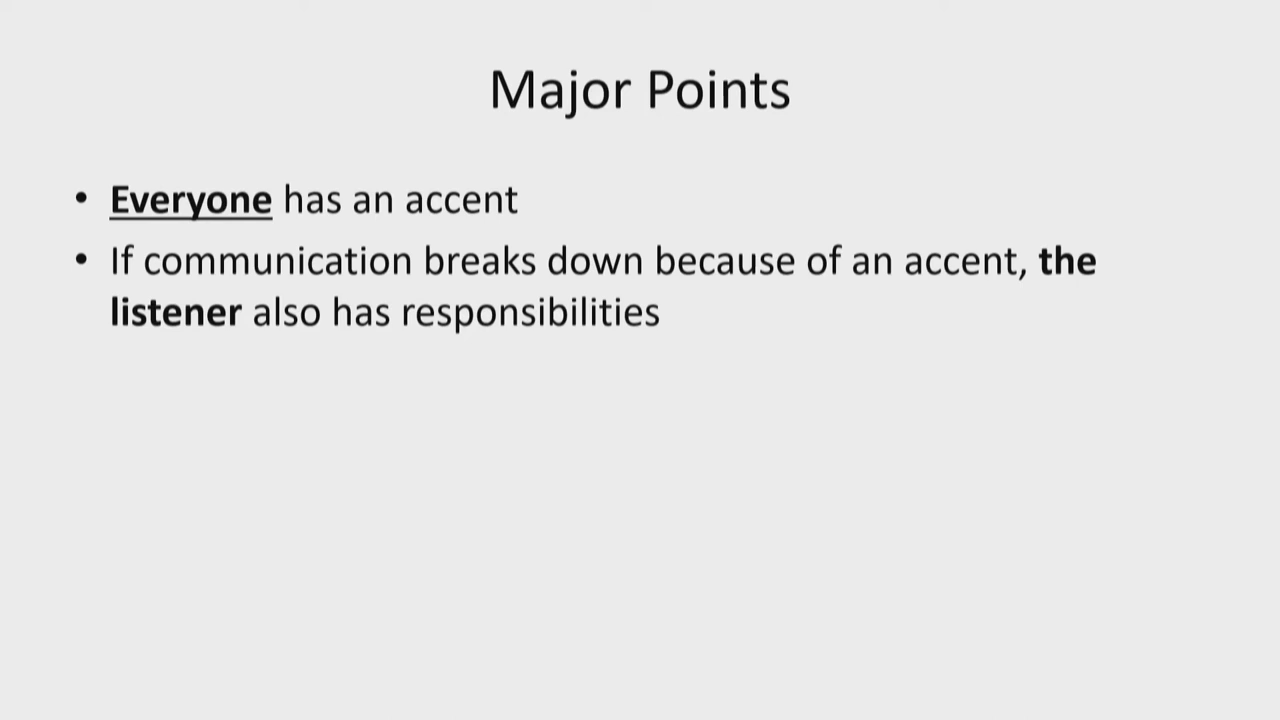 Major Points
• Everyone has an accent
• If communication breaks down because of an accent, the
listener also has responsibilities